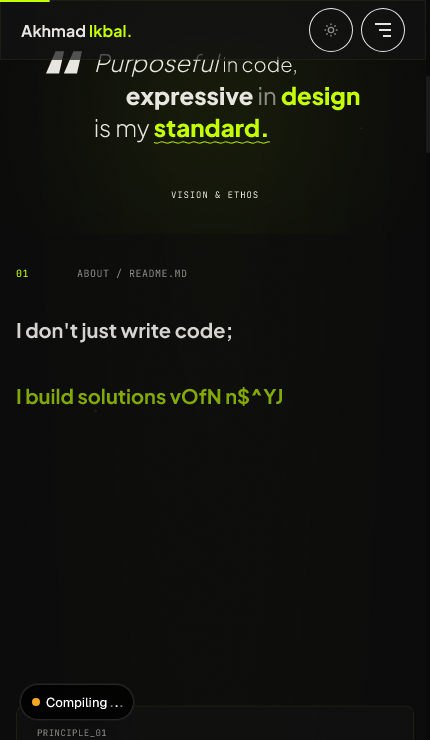 Akhmad Ikbal.
Purposeful in code,
expressive in design
is my standard.
VISION & ETHOS
01 ABOUT / README.MD
I don't just write code;
I build solutions vOfN n$^YJ
Compiling ...
PRINCIPLE_01